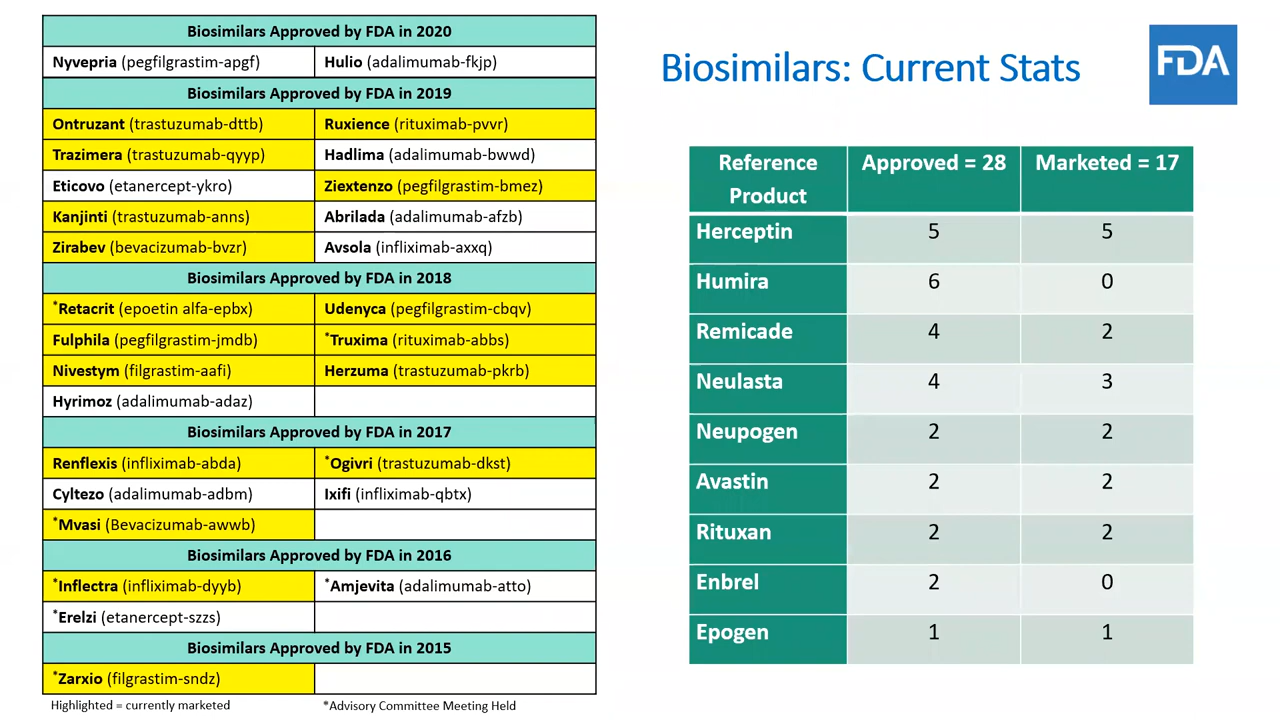 Biosimilars Approved by FDA in 2020
Nyvepria (pegfilgrastim-apgf) Hulio (adalimumab-fkjp)
Biosimilars Approved by FDA in 2019
Ontruzant (trastuzumab-dttb) Ruxience (rituximab-pvvr)
Trazimera (trastuzumab-qyyp) Hadlima (adalimumab-bwwd)
Eticovo (etanercept-ykro) Ziextenzo (pegfilgrastim-bmez)
Kanjinti (trastuzumab-anns) Abrilada (adalimumab-afzb)
Zirabev (bevacizumab-bvzr) Avsola (infliximab-axxq)
Biosimilars Approved by FDA in 2018
*Retacrit (epoetin alfa-epbx) Udenyca (pegfilgrastim-cbqv)
Fulphila (pegfilgrastim-jmdb) *Truxima (rituximab-abbs)
Nivestym (filgrastim-aafi) Herzuma (trastuzumab-pkrb)
Hyrimoz (adalimumab-adaz)
Biosimilars Approved by FDA in 2017
Renflexis (infliximab-abda) *Ogivri (trastuzumab-dkst)
Cyltezo (adalimumab-adbm) Ixifi (infliximab-qbtx)
*Mvasi (Bevacizumab-awwb)
Biosimilars Approved by FDA in 2016
*Inflectra (infliximab-dyyb) *Amjevita (adalimumab-atto)
*Erelzi (etanercept-szzs)
Biosimilars Approved by FDA in 2015
*Zarxio (filgrastim-sndz)
Highlighted = currently marketed *Advisory Committee Meeting Held
Biosimilars: Current Stats
FDA
Reference Product Approved = 28 Marketed = 17
Herceptin 5 5
Humira 6 0
Remicade 4 2
Neulasta 4 3
Neupogen 2 2
Avastin 2 2
Rituxan 2 2
Enbrel 2 0
Epogen 1 1